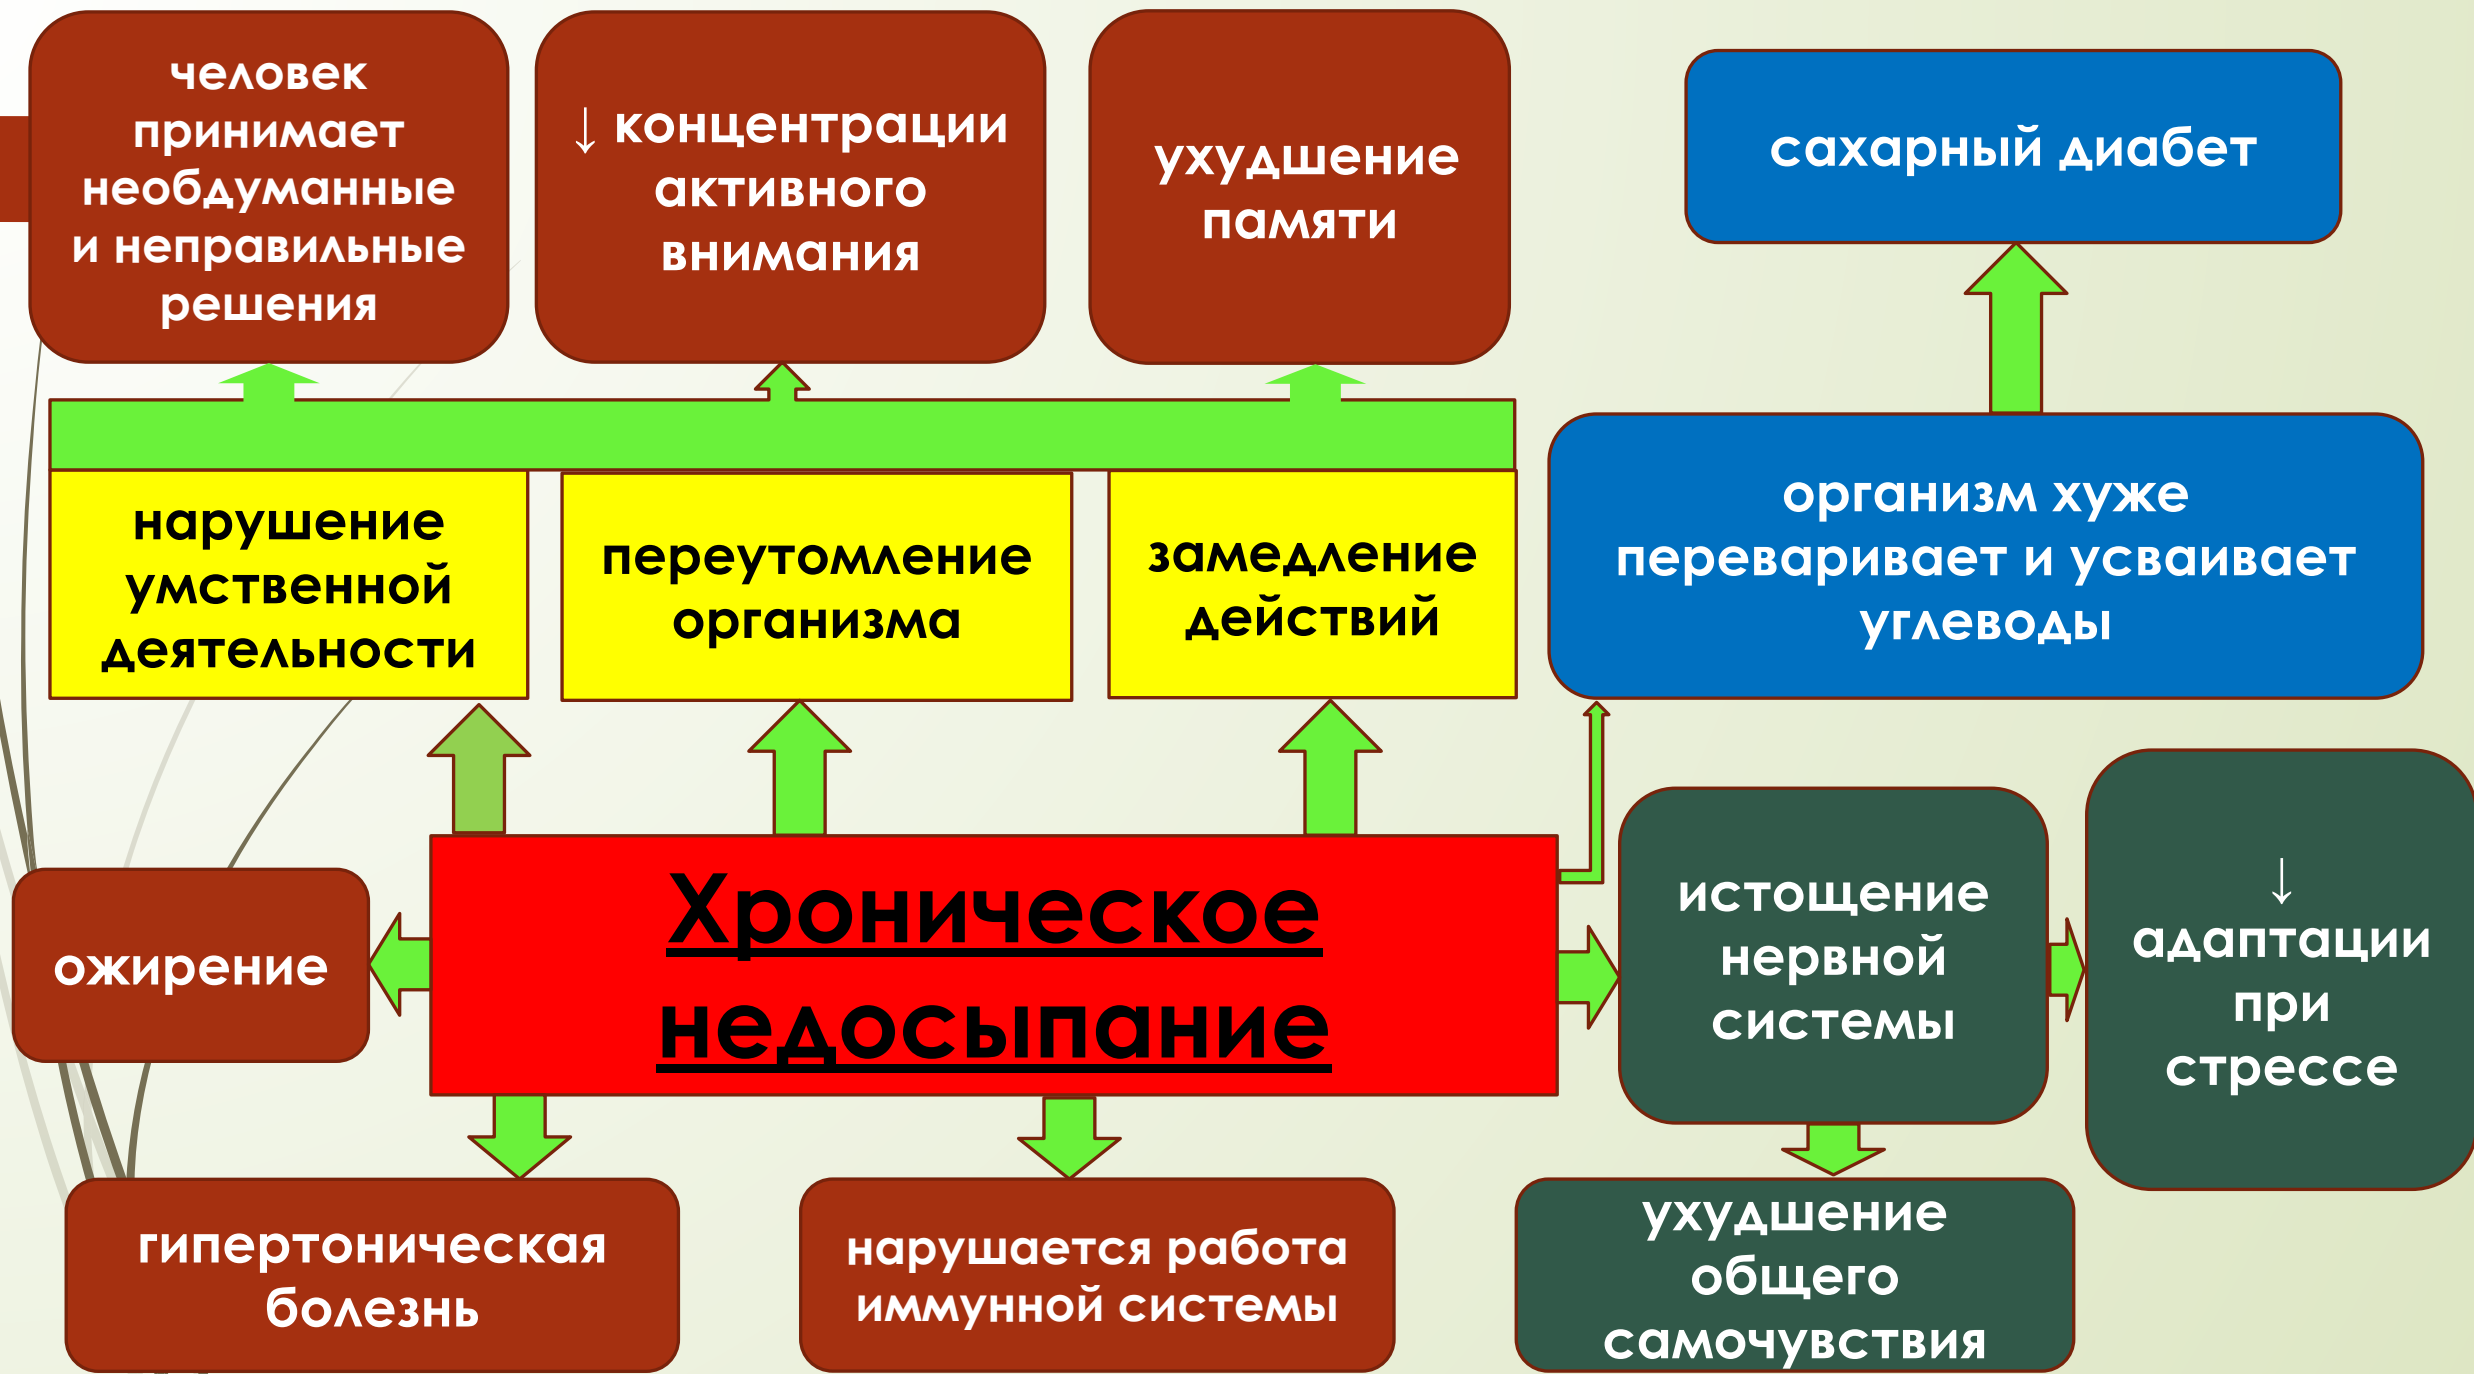 человек
принимает
необдуманные
и неправильные
решения
↓ концентрации
активного
внимания
ухудшение
памяти
сахарный диабет
нарушение
умственной
деятельности
переутомление
организма
замедление
действий
организм хуже
переваривает и усваивает
углеводы
ожирение
Хроническое
недосыпание
истощение
нервной
системы
↓
адаптации
при
стрессе
гипертоническая
болезнь
нарушается работа
иммунной системы
ухудшение
общего
самочувствия